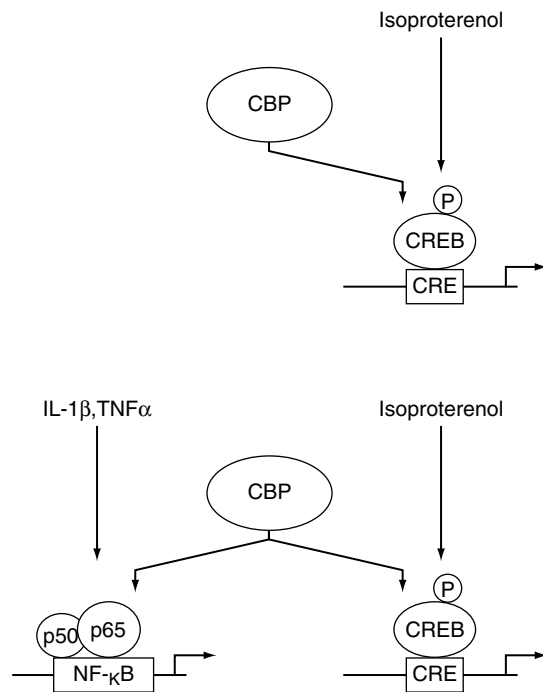 Isoproterenol
CBP
P
CREB
CRE
IL-1β,TNFα
Isoproterenol
CBP
P
p50
p65
CREB
NF-κB
CRE